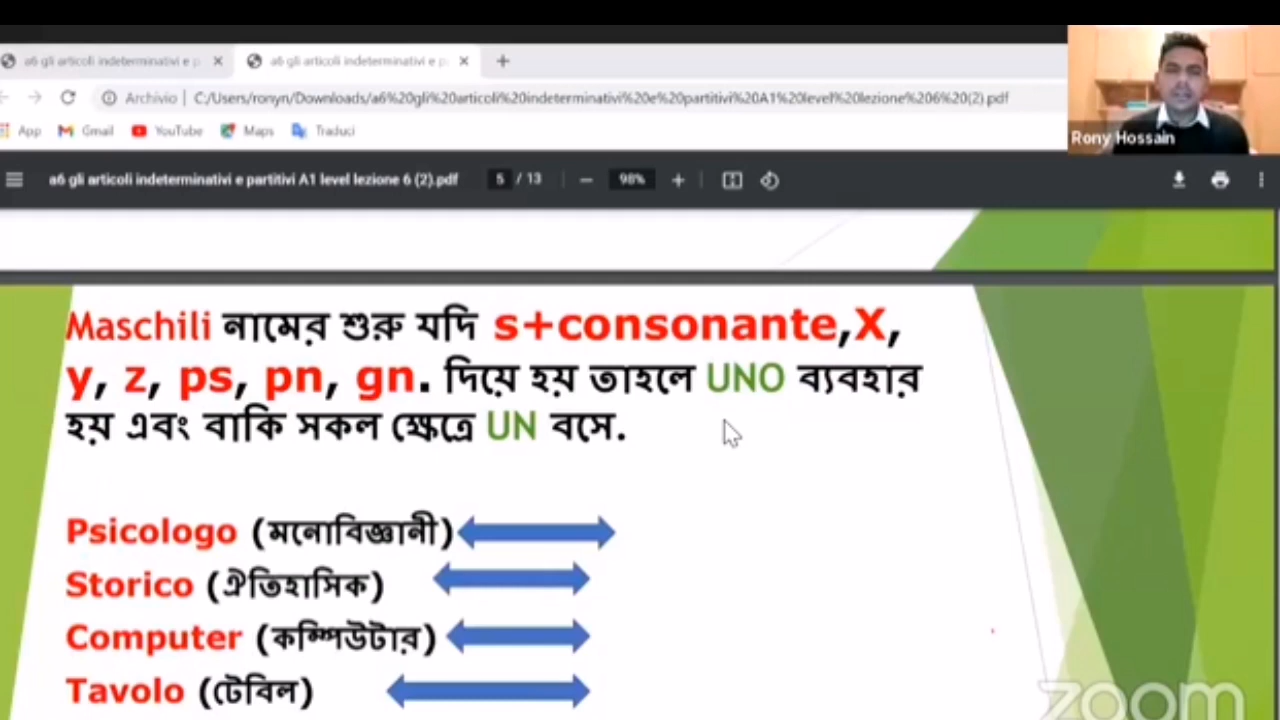 a6 gli articoli indeterminativi e p
a6 gli articoli indeterminativi e p
Archivio | C:/Users/ronyn/Downloads/a6%20gli%20articoli%20indeterminativi%20e%20partitivi%20A1%20level%20lezione%206%20(2).pdf
App Gmail YouTube Maps Traduci
Rony Hossain
a6 gli articoli indeterminativi e partitivi A1 level lezione 6 (2).pdf 5 / 13 98%
Maschili নামের শুরু যদি s+consonante,X,
y, z, ps, pn, gn. দিয়ে হয় তাহলে UNO ব্যবহার
হয় এবং বাকি সকল ক্ষেত্রে UN বসে.
Psicologo (মনোবিজ্ঞানী)
Storico (ঐতিহাসিক)
Computer (কম্পিউটার)
Tavolo (টেবিল)
zoom